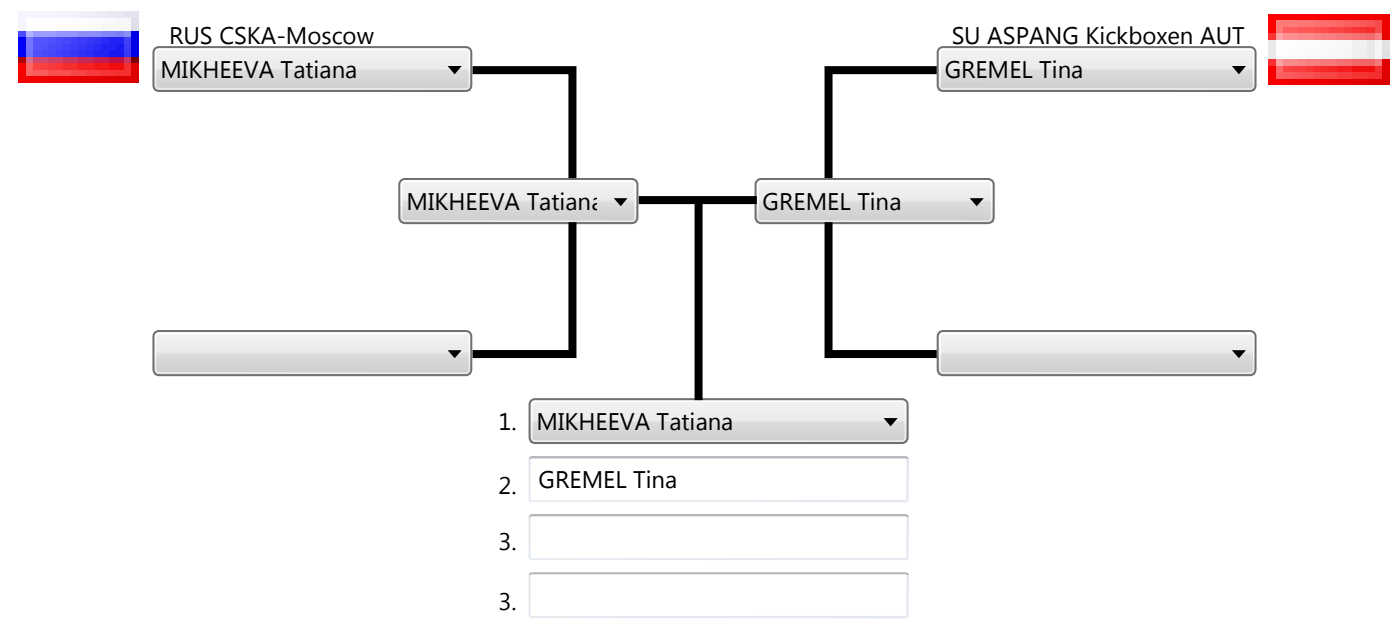 RUS CSKA-Moscow
SU ASPANG Kickboxen AUT
MIKHEEVA Tatiana
GREMEL Tina
MIKHEEVA Tatiana
GREMEL Tina
1. MIKHEEVA Tatiana
2. GREMEL Tina
3.
3.